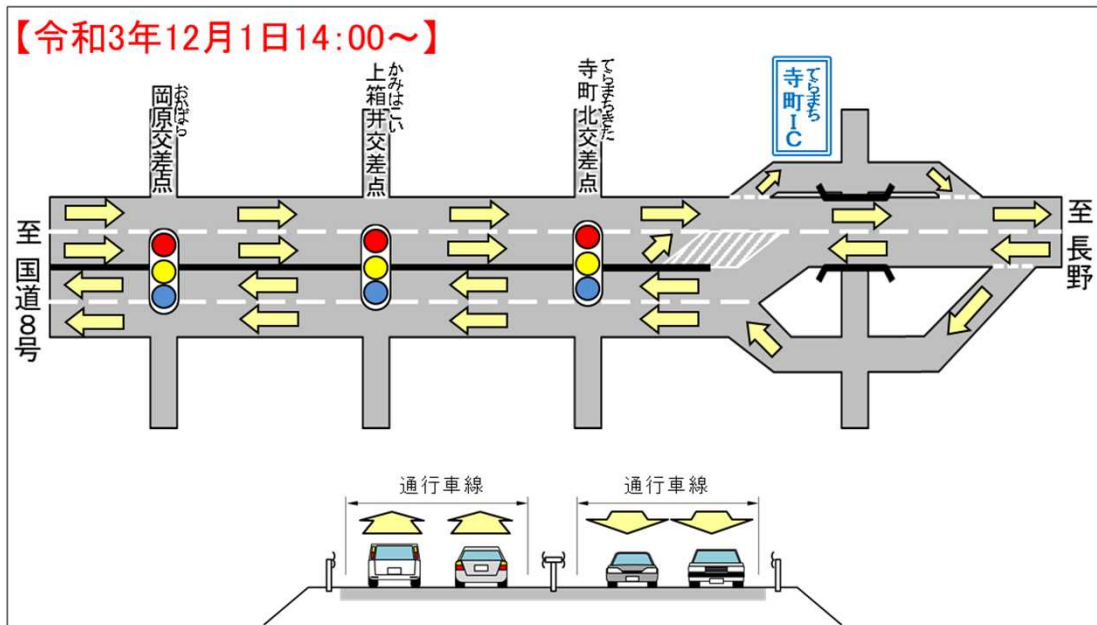 【令和3年12月1日14:00～】
おかばら
岡原交差点
かみはこい
上箱井交差点
てらまちきた
寺町北交差点
てらまち
寺町IC
至国道8号
至長野
通行車線
通行車線